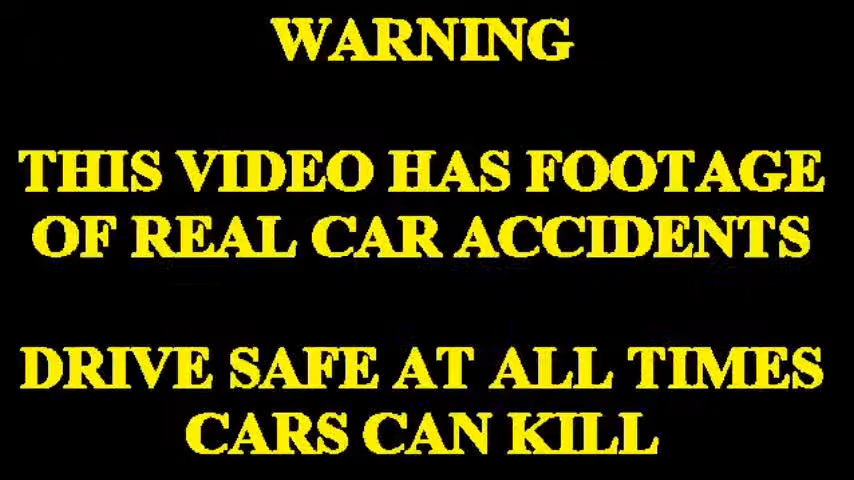 WARNING
THIS VIDEO HAS FOOTAGE
OF REAL CAR ACCIDENTS
DRIVE SAFE AT ALL TIMES
CARS CAN KILL